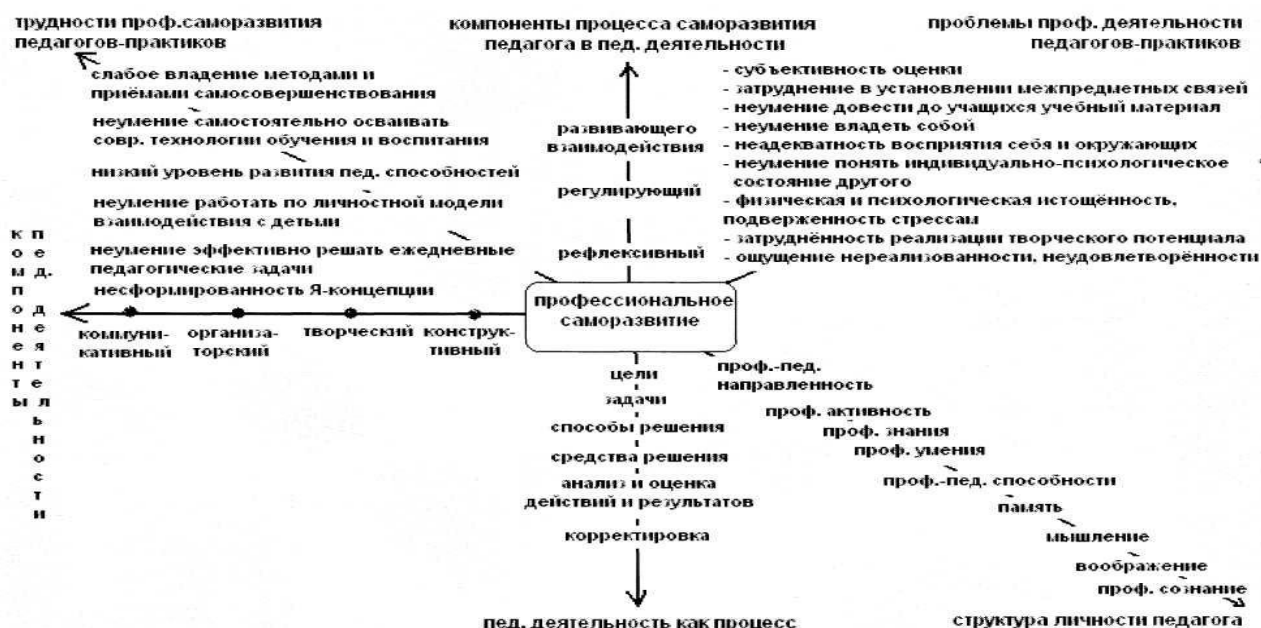 трудности проф.саморазвития
педагогов-практиков
слабое владение методами и
приёмами самосовершенствования
неумение самостоятельно осваивать
совр. технологии обучения и воспитания
низкий уровень развития пед. способностей
неумение работать по личностной модели
взаимодействия с детьми
неумение эффективно решать ежедневные
педагогические задачи
несформированность Я-концепции
компоненты процесса саморазвития
педагога в пед. деятельности
развивающего
взаимодействия
регулирующий
рефлексивный
проблемы проф. деятельности
педагогов-практиков
- субъективность оценки
- затруднение в установлении межпредметных связей
- неумение довести до учащихся учебный материал
- неумение владеть собой
- неадекватность восприятия себя и окружающих
- неумение понять индивидуально-психологическое
состояние другого
- физическая и психологическая истощённость,
подверженность стрессам
- затруднённость реализации творческого потенциала
- ощущение нереализованности, неудовлетворённости
профессиональное
саморазвитие
компоненты
пед. деятельности
коммуни-
кативный
организа-
торский
творческий
конструк-
тивный
цели
задачи
способы решения
средства решения
анализ и оценка
действий и результатов
корректировка
пед. деятельность как процесс
проф.-пед.
направленность
проф. активность
проф. знания
проф. умения
проф.-пед. способности
память
мышление
воображение
проф. сознание
структура личности педагога